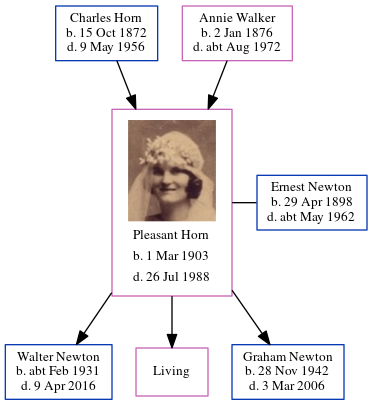 Charles Horn
b. 15 Oct 1872
d. 9 May 1956
Annie Walker
b. 2 Jan 1876
d. abt Aug 1972
Pleasant Horn
b. 1 Mar 1903
d. 26 Jul 1988
Ernest Newton
b. 29 Apr 1898
d. abt May 1962
Walter Newton
b. abt Feb 1931
d. 9 Apr 2016
Living
Graham Newton
b. 28 Nov 1942
d. 3 Mar 2006